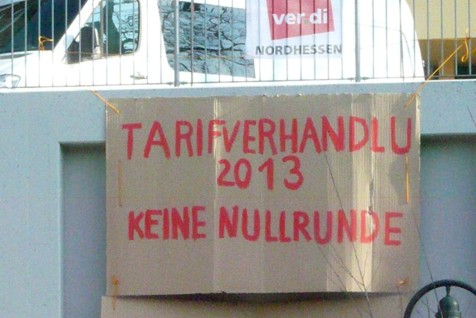 ver.di
NORDHESSEN
TARIFVERHANDLU
2013
KEINE NULLRUNDE